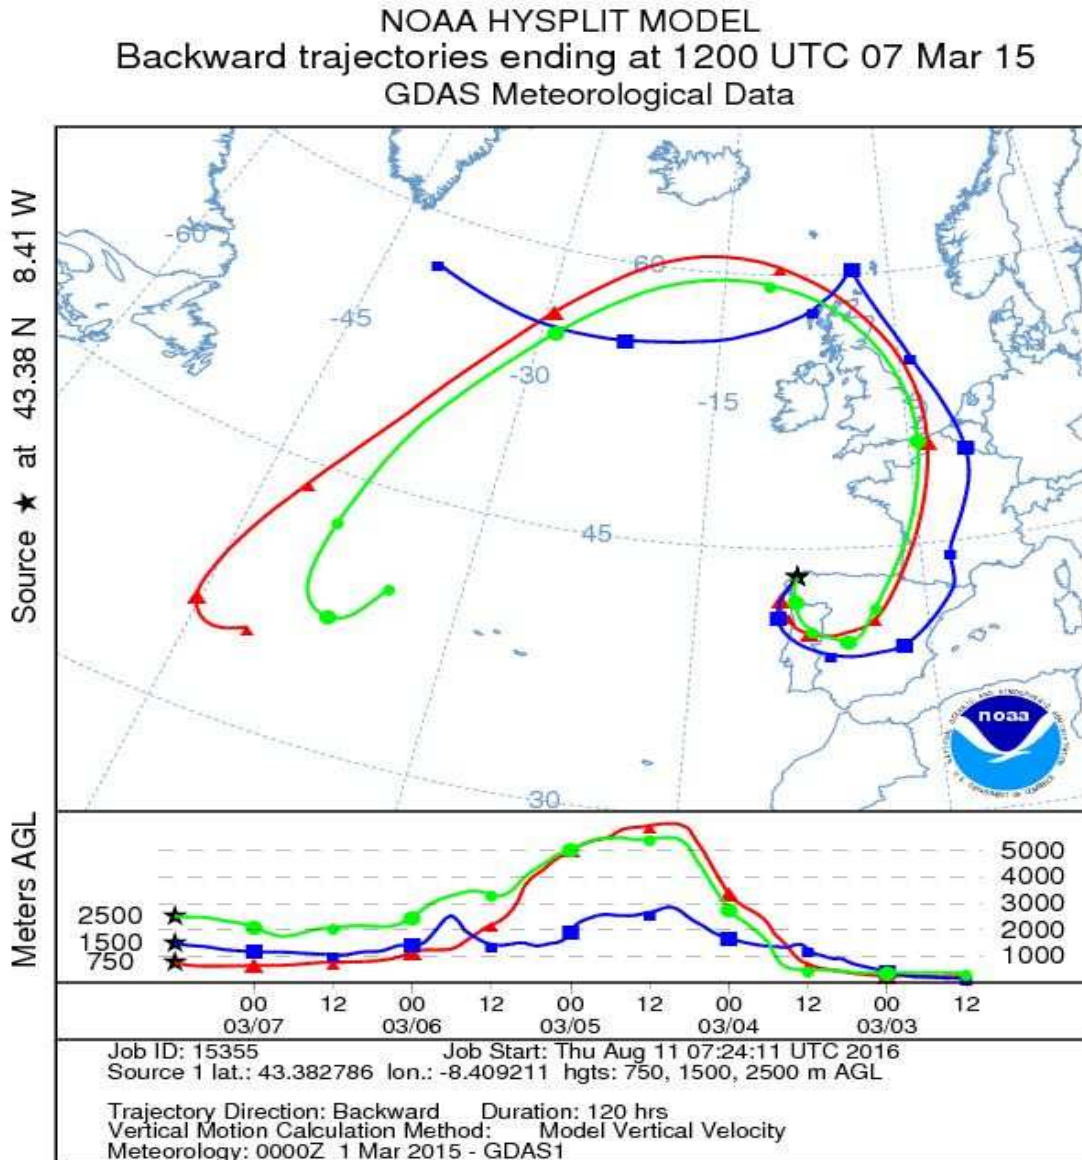 NOAA HYSPLIT MODEL
Backward trajectories ending at 1200 UTC 07 Mar 15
GDAS Meteorological Data
Source ★ at 43.38 N 8.41 W
-60
60
-45
-30
-15
45
30
noaa
Meters AGL
5000
4000
3000
2500
2000
1500
1000
750
00 12 00 12 00 12 00 12 00 12
03/07 03/06 03/05 03/04 03/03
Job ID: 15355 Job Start: Thu Aug 11 07:24:11 UTC 2016
Source 1 lat.: 43.382786 lon.: -8.409211 hgts: 750, 1500, 2500 m AGL
Trajectory Direction: Backward Duration: 120 hrs
Vertical Motion Calculation Method: Model Vertical Velocity
Meteorology: 0000Z 1 Mar 2015 - GDAS1